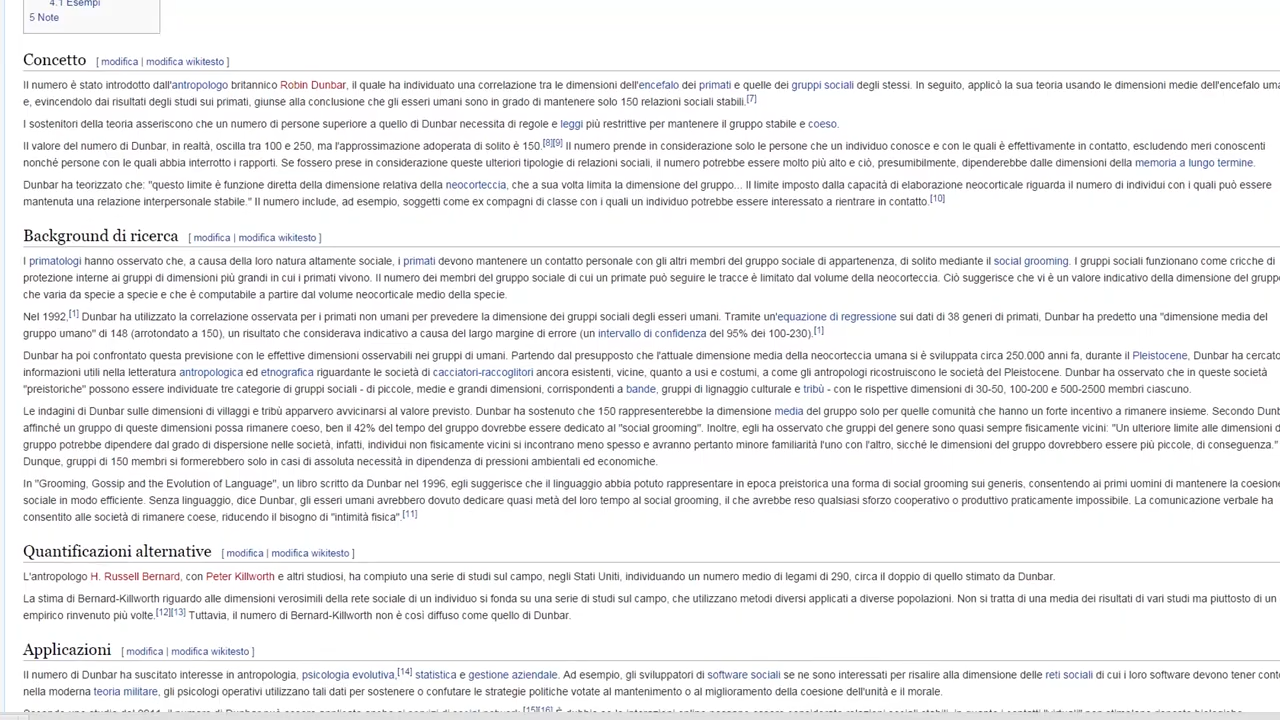 4.1 Esempi
5 Note
Concetto [ modifica | modifica wikitesto ]
Il numero è stato introdotto dall'antropologo britannico Robin Dunbar, il quale ha individuato una correlazione tra le dimensioni dell'encefalo dei primati e quelle dei gruppi sociali degli stessi. In seguito, applicò la sua teoria usando le dimensioni medie dell'encefalo
e, evincendolo dai risultati degli studi sui primati, giunse alla conclusione che gli esseri umani sono in grado di mantenere solo 150 relazioni sociali stabili.[7]
I sostenitori della teoria asseriscono che un numero di persone superiore a quello di Dunbar necessita di regole e leggi più restrittive per mantenere il gruppo stabile e coeso.
Il valore del numero di Dunbar, in realtà, oscilla tra 100 e 250, ma l'approssimazione adoperata di solito è 150.[8][9] Il numero prende in considerazione solo le persone che un individuo conosce e con le quali è effettivamente in contatto, escludendo meri conoscenti
nonché persone con le quali abbia interrotto i rapporti. Se fossero prese in considerazione queste ulteriori tipologie di relazioni sociali, il numero potrebbe essere molto più alto e ciò, presumibilmente, dipenderebbe dalle dimensioni della memoria a lungo termine.
Dunbar ha teorizzato che: "questo limite è funzione diretta della dimensione relativa della neocorteccia, che a sua volta limita la dimensione del gruppo... Il limite imposto dalla capacità di elaborazione neocorticale riguarda il numero di individui con i quali può essere
mantenuta una relazione interpersonale stabile." Il numero include, ad esempio, soggetti come ex compagni di classe con i quali un individuo potrebbe essere interessato a rientrare in contatto.[10]
Background di ricerca [ modifica | modifica wikitesto ]
I primatologi hanno osservato che, a causa della loro natura altamente sociale, i primati devono mantenere un contatto personale con gli altri membri del gruppo sociale di appartenenza, di solito mediante il social grooming. I gruppi sociali funzionano come cricche di
protezione interne ai gruppi di dimensioni più grandi in cui i primati vivono. Il numero dei membri del gruppo sociale di cui un primate può seguire le tracce è limitato dal volume della neocorteccia. Ciò suggerisce che vi è un valore indicativo della dimensione del
che varia da specie a specie e che è computabile a partire dal volume neocorticale medio della specie.
Nel 1992,[1] Dunbar ha utilizzato la correlazione osservata per i primati non umani per prevedere la dimensione dei gruppi sociali degli esseri umani. Tramite un'equazione di regressione sui dati di 38 generi di primati, Dunbar ha predetto una "dimensione media del
gruppo umano" di 148 (arrotondato a 150), un risultato che considerava indicativo a causa del largo margine di errore (un intervallo di confidenza del 95% dei 100-230).[1]
Dunbar ha poi confrontato questa previsione con le effettive dimensioni osservabili nei gruppi di umani. Partendo dal presupposto che l'attuale dimensione media della neocorteccia umana si è sviluppata circa 250.000 anni fa, durante il Pleistocene, Dunbar ha cercato
informazioni utili nella letteratura antropologica ed etnografica riguardante le società di cacciatori-raccoglitori ancora esistenti, vicine, quanto a usi e costumi, a come gli antropologi ricostruiscono le società del Pleistocene. Dunbar ha osservato che in queste società
"preistoriche" possono essere individuate tre categorie di gruppi sociali - di piccole, medie e grandi dimensioni, corrispondenti a bande, gruppi di lignaggio culturale e tribù - con le rispettive dimensioni di 30-50, 100-200 e 500-2500 membri ciascuno.
Le indagini di Dunbar sulle dimensioni di villaggi e tribù apparvero avvicinarsi al valore previsto. Dunbar ha sostenuto che 150 rappresenterebbe la dimensione media del gruppo solo per quelle comunità che hanno un forte incentivo a rimanere insieme. Secondo
affinché un gruppo di queste dimensioni possa rimanere coeso, ben il 42% del tempo del gruppo dovrebbe essere dedicato al "social grooming". Inoltre, egli ha osservato che gruppi del genere sono quasi sempre fisicamente vicini: "Un ulteriore limite alle dimensioni
gruppo potrebbe dipendere dal grado di dispersione nelle società, infatti, individui non fisicamente vicini si incontrano meno spesso e avranno pertanto minore familiarità l'uno con l'altro, sicché le dimensioni del gruppo dovrebbero essere più piccole, di conseguenza."
Dunque, gruppi di 150 membri si formerebbero solo in casi di assoluta necessità in dipendenza di pressioni ambientali ed economiche.
In "Grooming, Gossip and the Evolution of Language", un libro scritto da Dunbar nel 1996, egli suggerisce che il linguaggio abbia potuto rappresentare in epoca preistorica una forma di social grooming sui generis, consentendo ai primi uomini di mantenere la
sociale in modo efficiente. Senza linguaggio, dice Dunbar, gli esseri umani avrebbero dovuto dedicare quasi metà del loro tempo al social grooming, il che avrebbe reso qualsiasi sforzo cooperativo o produttivo praticamente impossibile. La comunicazione verbale ha
consentito alle società di rimanere coese, riducendo il bisogno di "intimità fisica".[11]
Quantificazioni alternative [ modifica | modifica wikitesto ]
L'antropologo H. Russell Bernard, con Peter Killworth e altri studiosi, ha compiuto una serie di studi sul campo, negli Stati Uniti, individuando un numero medio di legami di 290, circa il doppio di quello stimato da Dunbar.
La stima di Bernard-Killworth riguardo alle dimensioni verosimili della rete sociale di un individuo si fonda su una serie di studi sul campo, che utilizzano metodi diversi applicati a diverse popolazioni. Non si tratta di una media dei risultati di vari studi ma piuttosto di un
empirico rinvenuto più volte.[12][13] Tuttavia, il numero di Bernard-Killworth non è così diffuso come quello di Dunbar.
Applicazioni [ modifica | modifica wikitesto ]
Il numero di Dunbar ha suscitato interesse in antropologia, psicologia evolutiva,[14] statistica e gestione aziendale. Ad esempio, gli sviluppatori di software sociali se ne sono interessati per risalire alla dimensione delle reti sociali di cui i loro software devono tener
nella moderna teoria militare, gli psicologi operativi utilizzano tali dati per sostenere o confutare le strategie politiche votate al mantenimento o al miglioramento della coesione dell'unità e il morale.